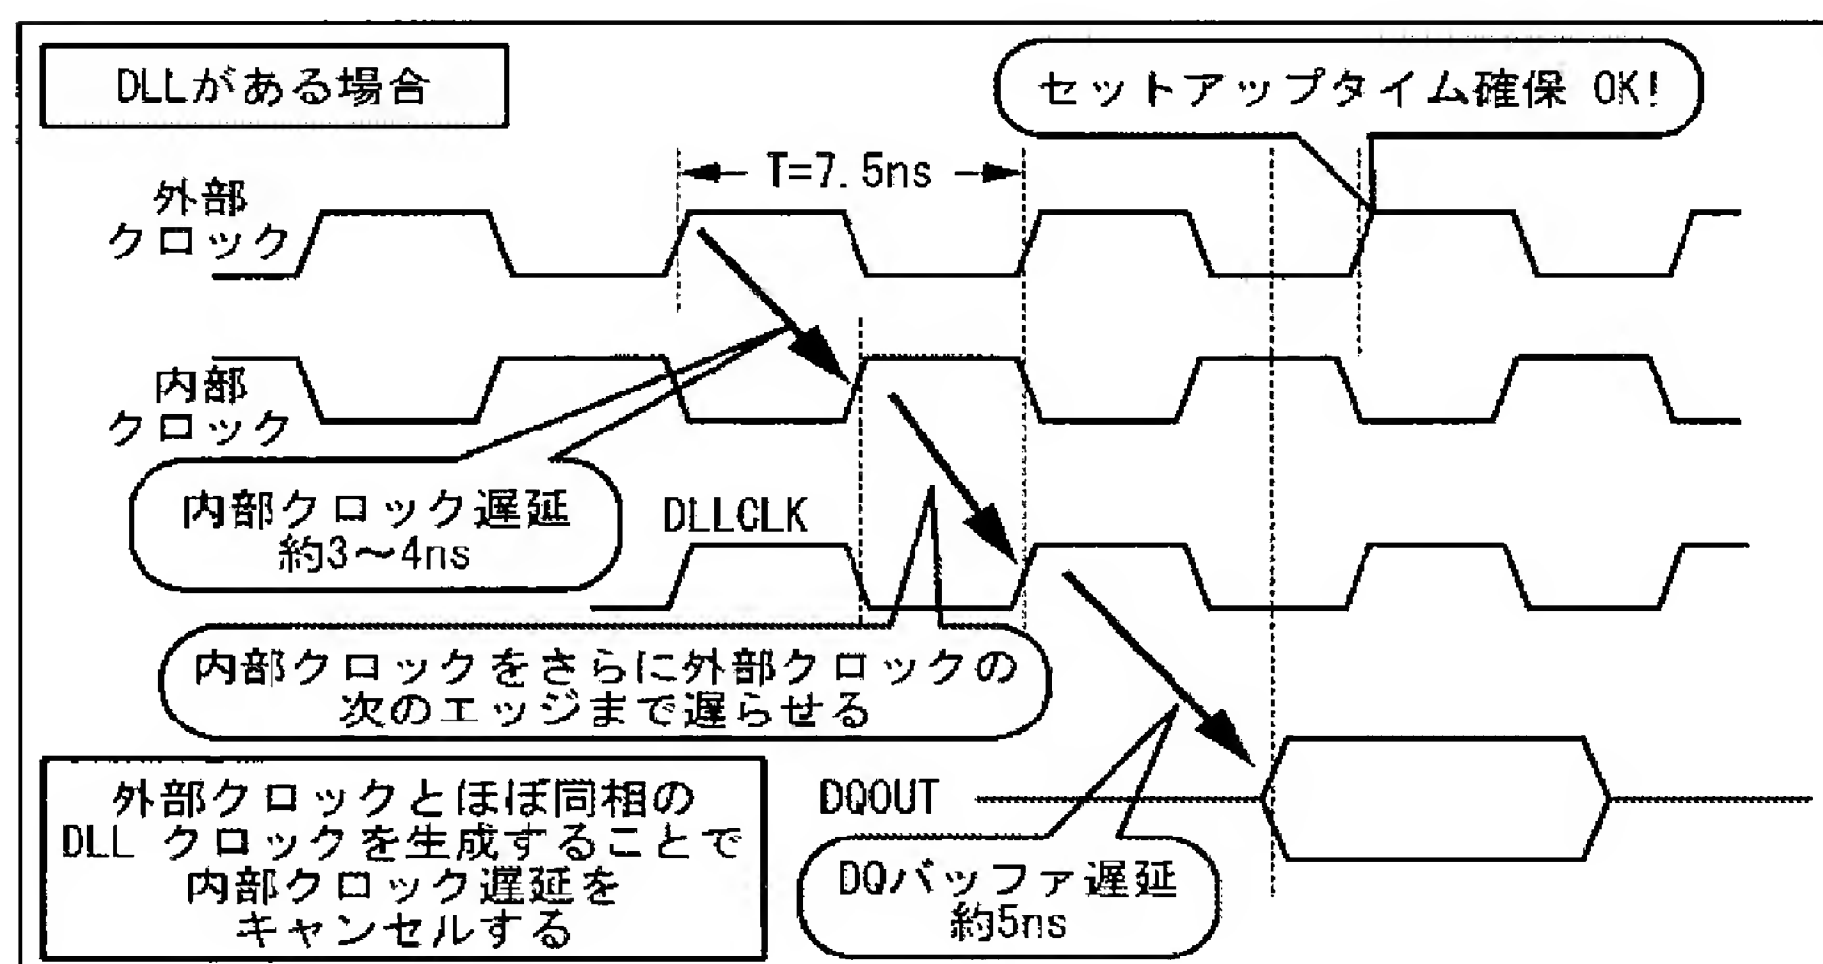 DLLがある場合
セットアップタイム確保 OK!
T=7.5ns
外部
クロック
内部
クロック
内部クロック遅延
約3～4ns
DLLCLK
内部クロックをさらに外部クロックの
次のエッジまで遅らせる
外部クロックとほぼ同相の
DLL クロックを生成することで
内部クロック遅延を
キャンセルする
DQOUT
DQバッファ遅延
約5ns